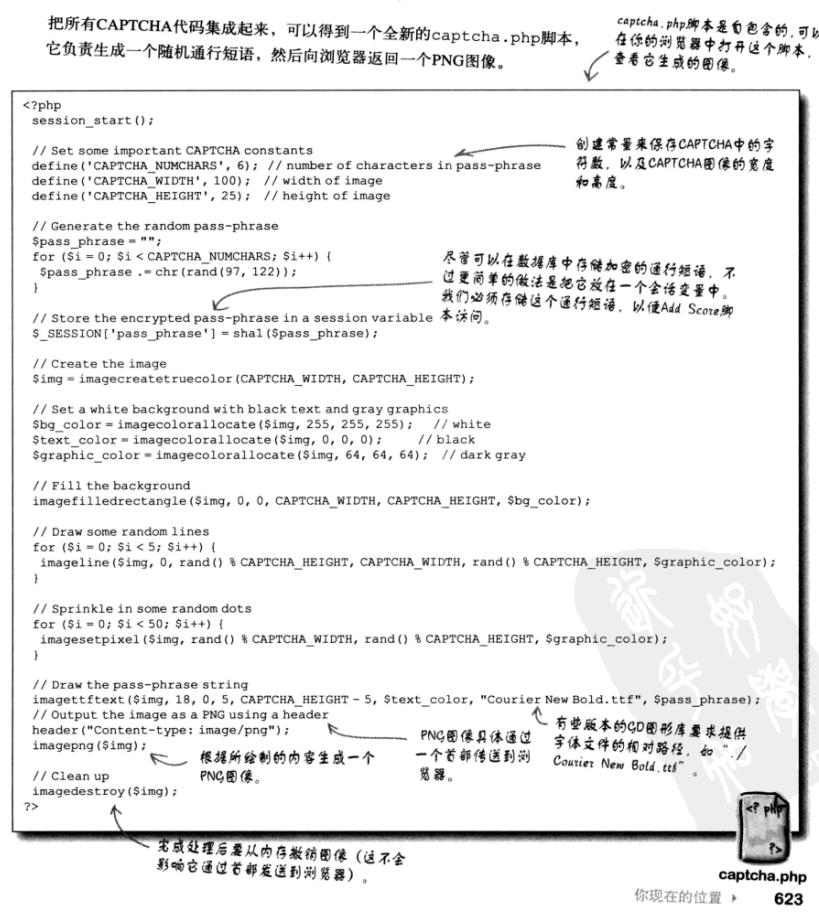 把所有CAPTCHA代码集成起来，可以得到一个全新的captcha.php脚本，
它负责生成一个随机通行短语，然后向浏览器返回一个PNG图像。
captcha.php脚本是自包含的，可以
在你的浏览器中打开这个脚本，
查看它生成的图像。
<?php
session_start();
// Set some important CAPTCHA constants
define('CAPTCHA_NUMCHARS', 6); // number of characters in pass-phrase
define('CAPTCHA_WIDTH', 100); // width of image
define('CAPTCHA_HEIGHT', 25); // height of image
创建常量来保存CAPTCHA中的字
符数，以及CAPTCHA图像的宽度
和高度。
// Generate the random pass-phrase
$pass_phrase = "";
for ($i = 0; $i < CAPTCHA_NUMCHARS; $i++) {
$pass_phrase .= chr(rand(97, 122));
}
尽管可以在数据库中存储加密的通行短语，不
过更简单的做法是把它放在一个会话变量中。
我们必须存储这个通行短语，以便Add Score脚
本访问。
// Store the encrypted pass-phrase in a session variable
$_SESSION['pass_phrase'] = sha1($pass_phrase);
// Create the image
$img = imagecreatetruecolor(CAPTCHA_WIDTH, CAPTCHA_HEIGHT);
// Set a white background with black text and gray graphics
$bg_color = imagecolorallocate($img, 255, 255, 255); // white
$text_color = imagecolorallocate($img, 0, 0, 0); // black
$graphic_color = imagecolorallocate($img, 64, 64, 64); // dark gray
// Fill the background
imagefilledrectangle($img, 0, 0, CAPTCHA_WIDTH, CAPTCHA_HEIGHT, $bg_color);
// Draw some random lines
for ($i = 0; $i < 5; $i++) {
imageline($img, 0, rand() % CAPTCHA_HEIGHT, CAPTCHA_WIDTH, rand() % CAPTCHA_HEIGHT, $graphic_color);
}
// Sprinkle in some random dots
for ($i = 0; $i < 50; $i++) {
imagesetpixel($img, rand() % CAPTCHA_WIDTH, rand() % CAPTCHA_HEIGHT, $graphic_color);
}
// Draw the pass-phrase string
imagettftext($img, 18, 0, 5, CAPTCHA_HEIGHT - 5, $text_color, "Courier New Bold.ttf", $pass_phrase);
// Output the image as a PNG using a header
header("Content-type: image/png");
imagepng($img);
根据所绘制的内容生成一个
PNG图像。
PNG图像具体通过
一个首部传送到浏
览器。
有些版本的GD图形库要求提供
字体文件的相对路径，如“./
Courier New Bold.ttf”。
// Clean up
imagedestroy($img);
?>
完成处理后要从内存撤销图像（这不会
影响它通过首部发送到浏览器）。
<? php
?>
captcha.php
你现在的位置 623